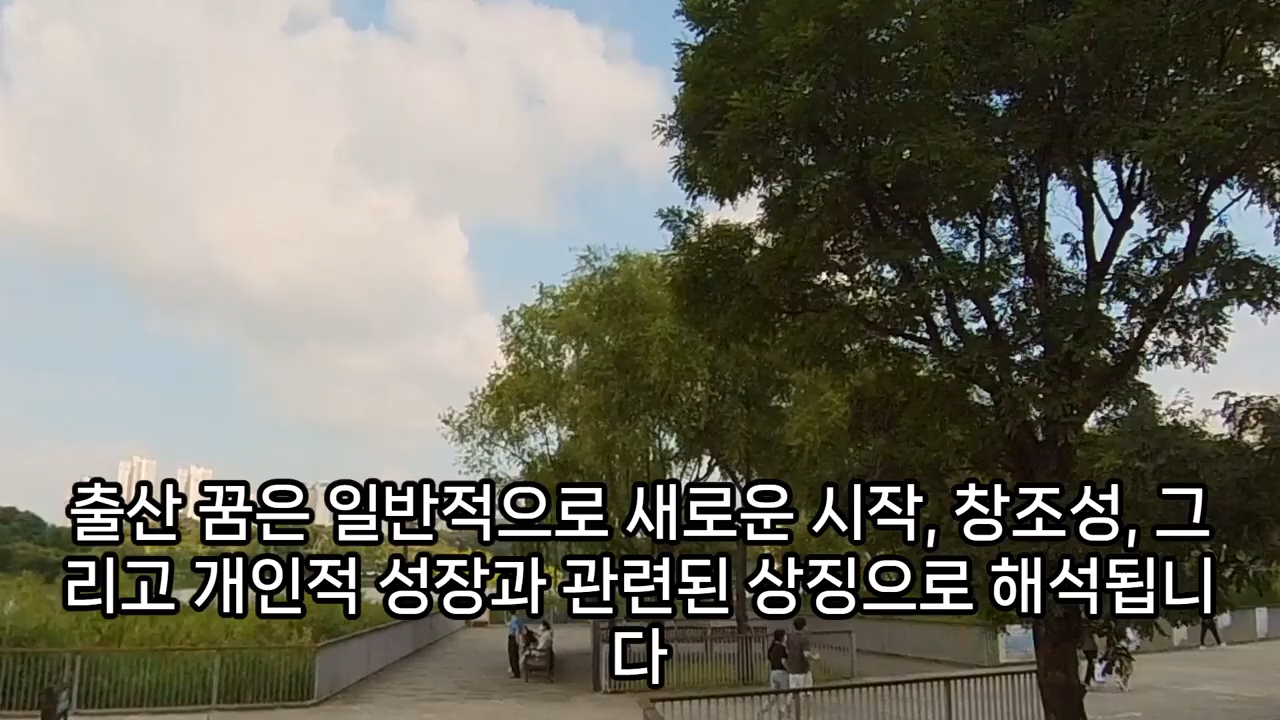 출산 꿈은 일반적으로 새로운 시작, 창조성, 그
리고 개인적 성장과 관련된 상징으로 해석됩니
다